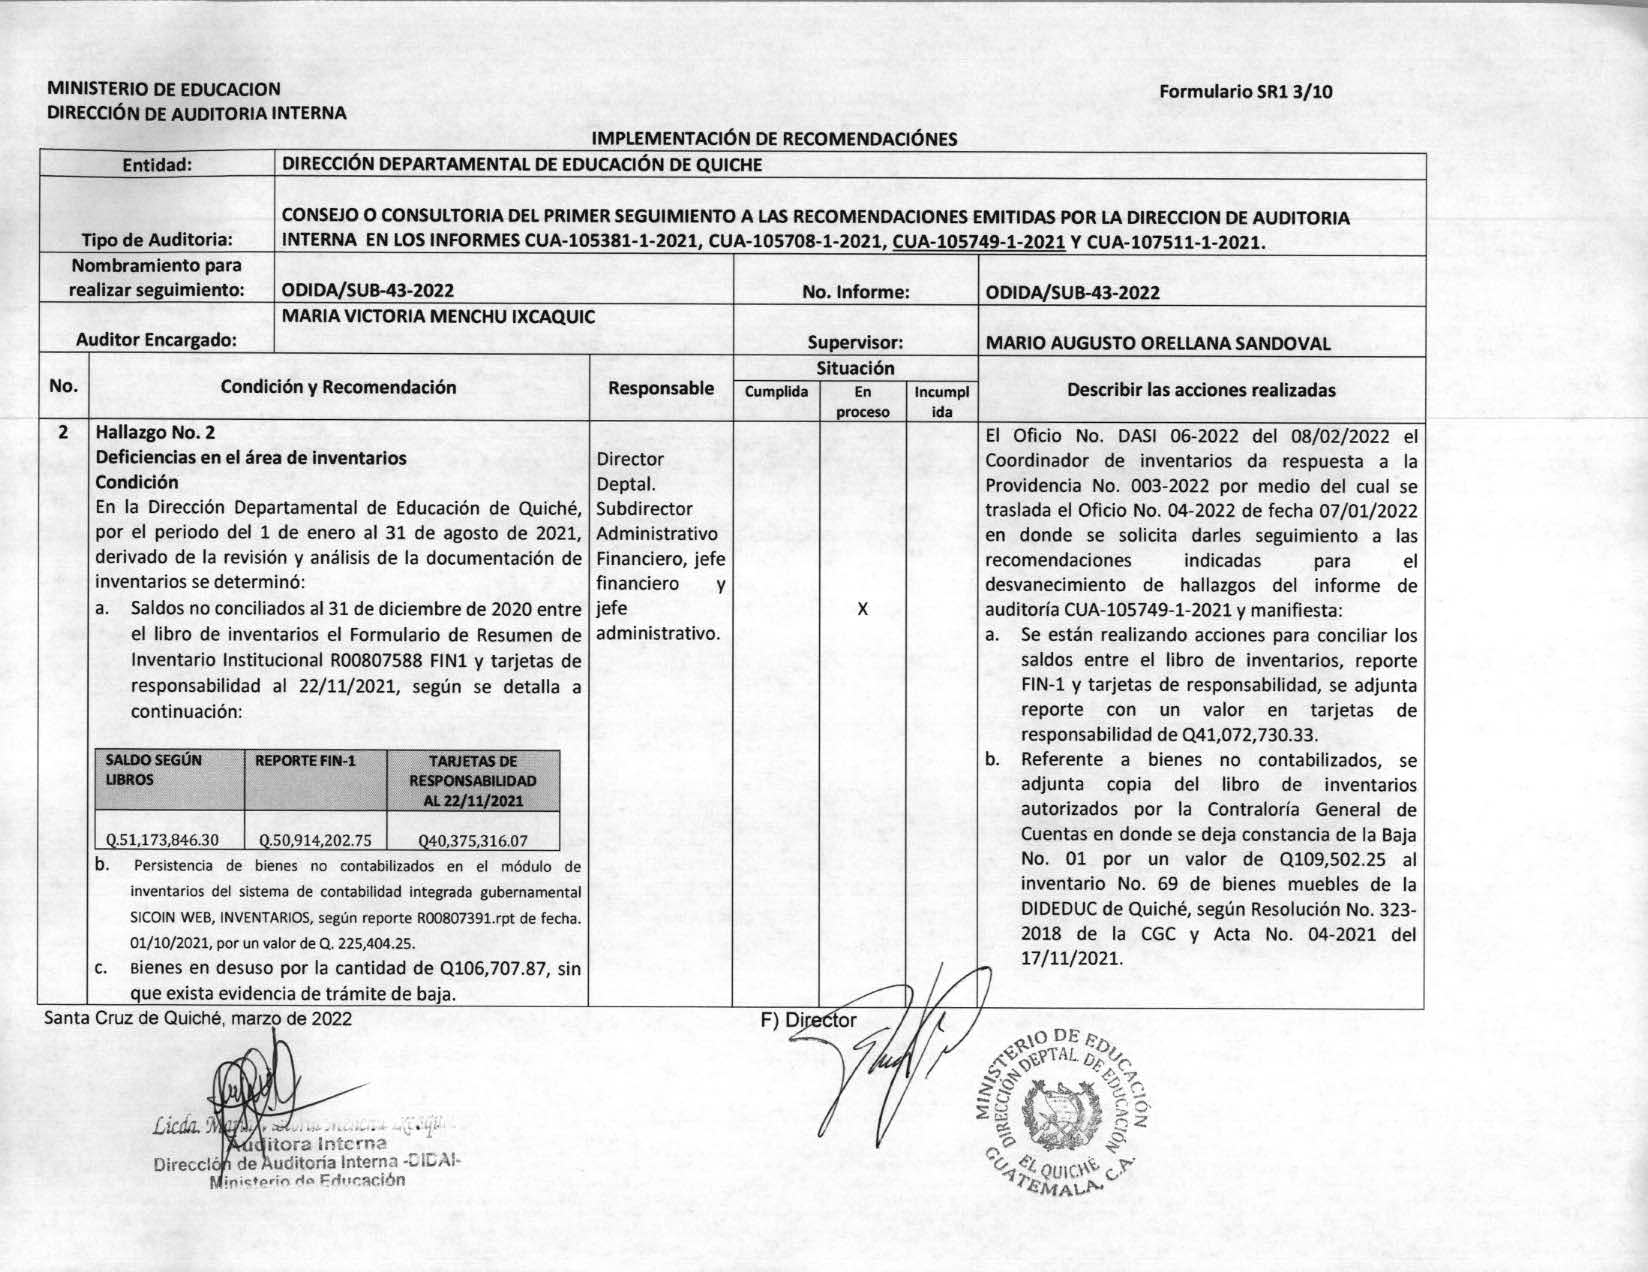 MINISTERIO DE EDUCACION
DIRECCIÓN DE AUDITORIA INTERNA
Formulario SR1 3/10
IMPLEMENTACIÓN DE RECOMENDACIÓNES
Entidad: DIRECCIÓN DEPARTAMENTAL DE EDUCACIÓN DE QUICHE
Tipo de Auditoria:
CONSEJO O CONSULTORIA DEL PRIMER SEGUIMIENTO A LAS RECOMENDACIONES EMITIDAS POR LA DIRECCION DE AUDITORIA
INTERNA EN LOS INFORMES CUA-105381-1-2021, CUA-105708-1-2021, CUA-105749-1-2021 Y CUA-107511-1-2021.
Nombramiento para
realizar seguimiento:
ODIDA/SUB-43-2022
No. Informe:
ODIDA/SUB-43-2022
Auditor Encargado:
MARIA VICTORIA MENCHU IXCAQUIC
Supervisor:
MARIO AUGUSTO ORELLANA SANDOVAL
No.
Condición y Recomendación
Responsable
Situación
Cumplida
En
proceso
Incumpl
ida
Describir las acciones realizadas
2
Hallazgo No. 2
Deficiencias en el área de inventarios
Condición
En la Dirección Departamental de Educación de Quiché,
por el periodo del 1 de enero al 31 de agosto de 2021,
derivado de la revisión y análisis de la documentación de
inventarios se determinó:
a. Saldos no conciliados al 31 de diciembre de 2020 entre
el libro de inventarios el Formulario de Resumen de
Inventario Institucional R00807588 FIN1 y tarjetas de
responsabilidad al 22/11/2021, según se detalla a
continuación:
SALDO SEGÚN
LIBROS
REPORTE FIN-1
TARJETAS DE
RESPONSABILIDAD
AL 22/11/2021
Q.51,173,846.30
Q.50,914,202.75
Q40,375,316.07
b. Persistencia de bienes no contabilizados en el módulo de
inventarios del sistema de contabilidad integrada gubernamental
SICOIN WEB, INVENTARIOS, según reporte R00807391.rpt de fecha.
01/10/2021, por un valor de Q. 225,404.25.
c. Bienes en desuso por la cantidad de Q106,707.87, sin
que exista evidencia de trámite de baja.
Director
Deptal.
Subdirector
Administrativo
Financiero, jefe
financiero y
jefe
administrativo.
X
El Oficio No. DASI 06-2022 del 08/02/2022 el
Coordinador de inventarios da respuesta a la
Providencia No. 003-2022 por medio del cual se
traslada el Oficio No. 04-2022 de fecha 07/01/2022
en donde se solicita darles seguimiento a las
recomendaciones indicadas para el
desvanecimiento de hallazgos del informe de
auditoría CUA-105749-1-2021 y manifiesta:
a. Se están realizando acciones para conciliar los
saldos entre el libro de inventarios, reporte
FIN-1 y tarjetas de responsabilidad, se adjunta
reporte con un valor en tarjetas de
responsabilidad de Q41,072,730.33.
b. Referente a bienes no contabilizados, se
adjunta copia del libro de inventarios
autorizados por la Contraloría General de
Cuentas en donde se deja constancia de la Baja
No. 01 por un valor de Q109,502.25 al
inventario No. 69 de bienes muebles de la
DIDEDUC de Quiché, según Resolución No. 323-
2018 de la CGC y Acta No. 04-2021 del
17/11/2021.
Santa Cruz de Quiché, marzo de 2022
F) Director
Licda.
Auditora Interna
Dirección de Auditoría Interna -DIDAI-
Ministerio de Educación
MINISTERIO DE EDUCACIÓN
DIRECCIÓN DEPTAL. DE EDUCACIÓN
EL QUICHÉ
GUATEMALA, C.A.